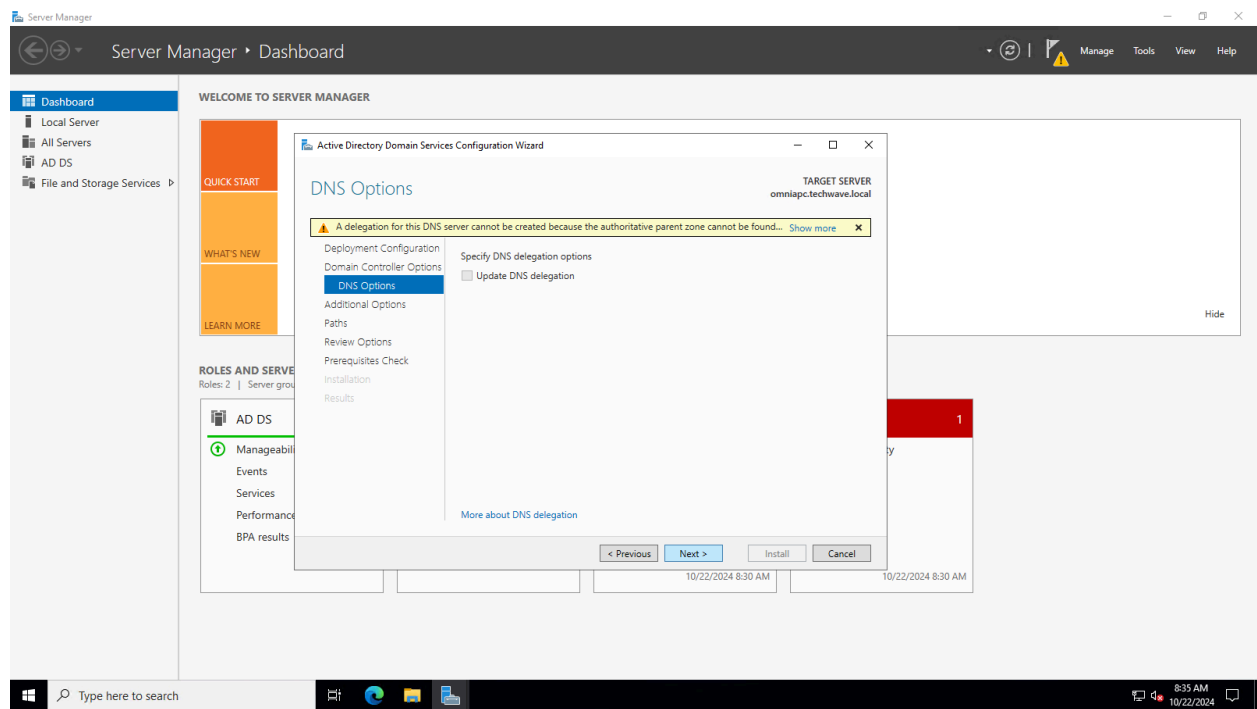 Server Manager
Server Manager • Dashboard
Manage Tools View Help
Dashboard
Local Server
All Servers
AD DS
File and Storage Services
WELCOME TO SERVER MANAGER
QUICK START
WHAT'S NEW
LEARN MORE
Hide
Active Directory Domain Services Configuration Wizard
DNS Options
TARGET SERVER
omniapc.techwave.local
A delegation for this DNS server cannot be created because the authoritative parent zone cannot be found... Show more
Deployment Configuration
Domain Controller Options
DNS Options
Additional Options
Paths
Review Options
Prerequisites Check
Installation
Results
Specify DNS delegation options
Update DNS delegation
More about DNS delegation
< Previous Next > Install Cancel
ROLES AND SERVE
Roles: 2 | Server grou
AD DS
Manageabili
Events
Services
Performance
BPA results
1
10/22/2024 8:30 AM
10/22/2024 8:30 AM
Type here to search
8:35 AM
10/22/2024